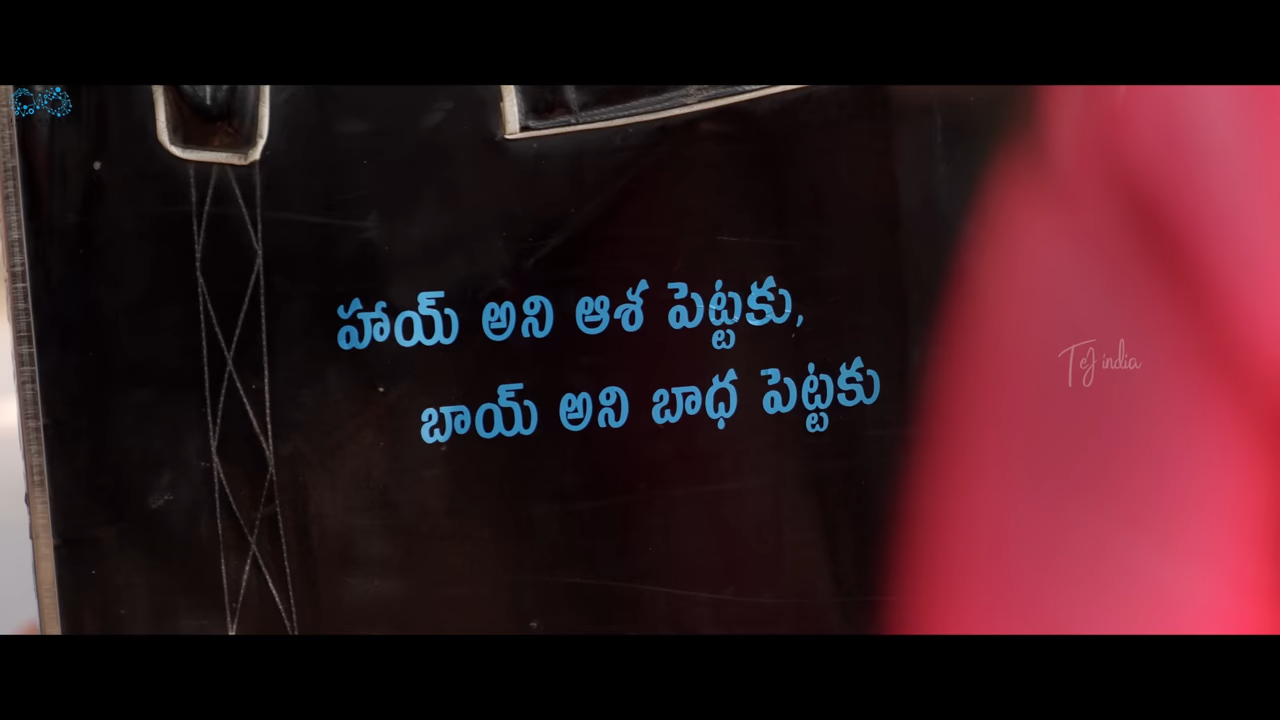 హాయ్ అని ఆశ పెట్టకు,
బాయ్ అని బాధ పెట్టకు
TeJ india